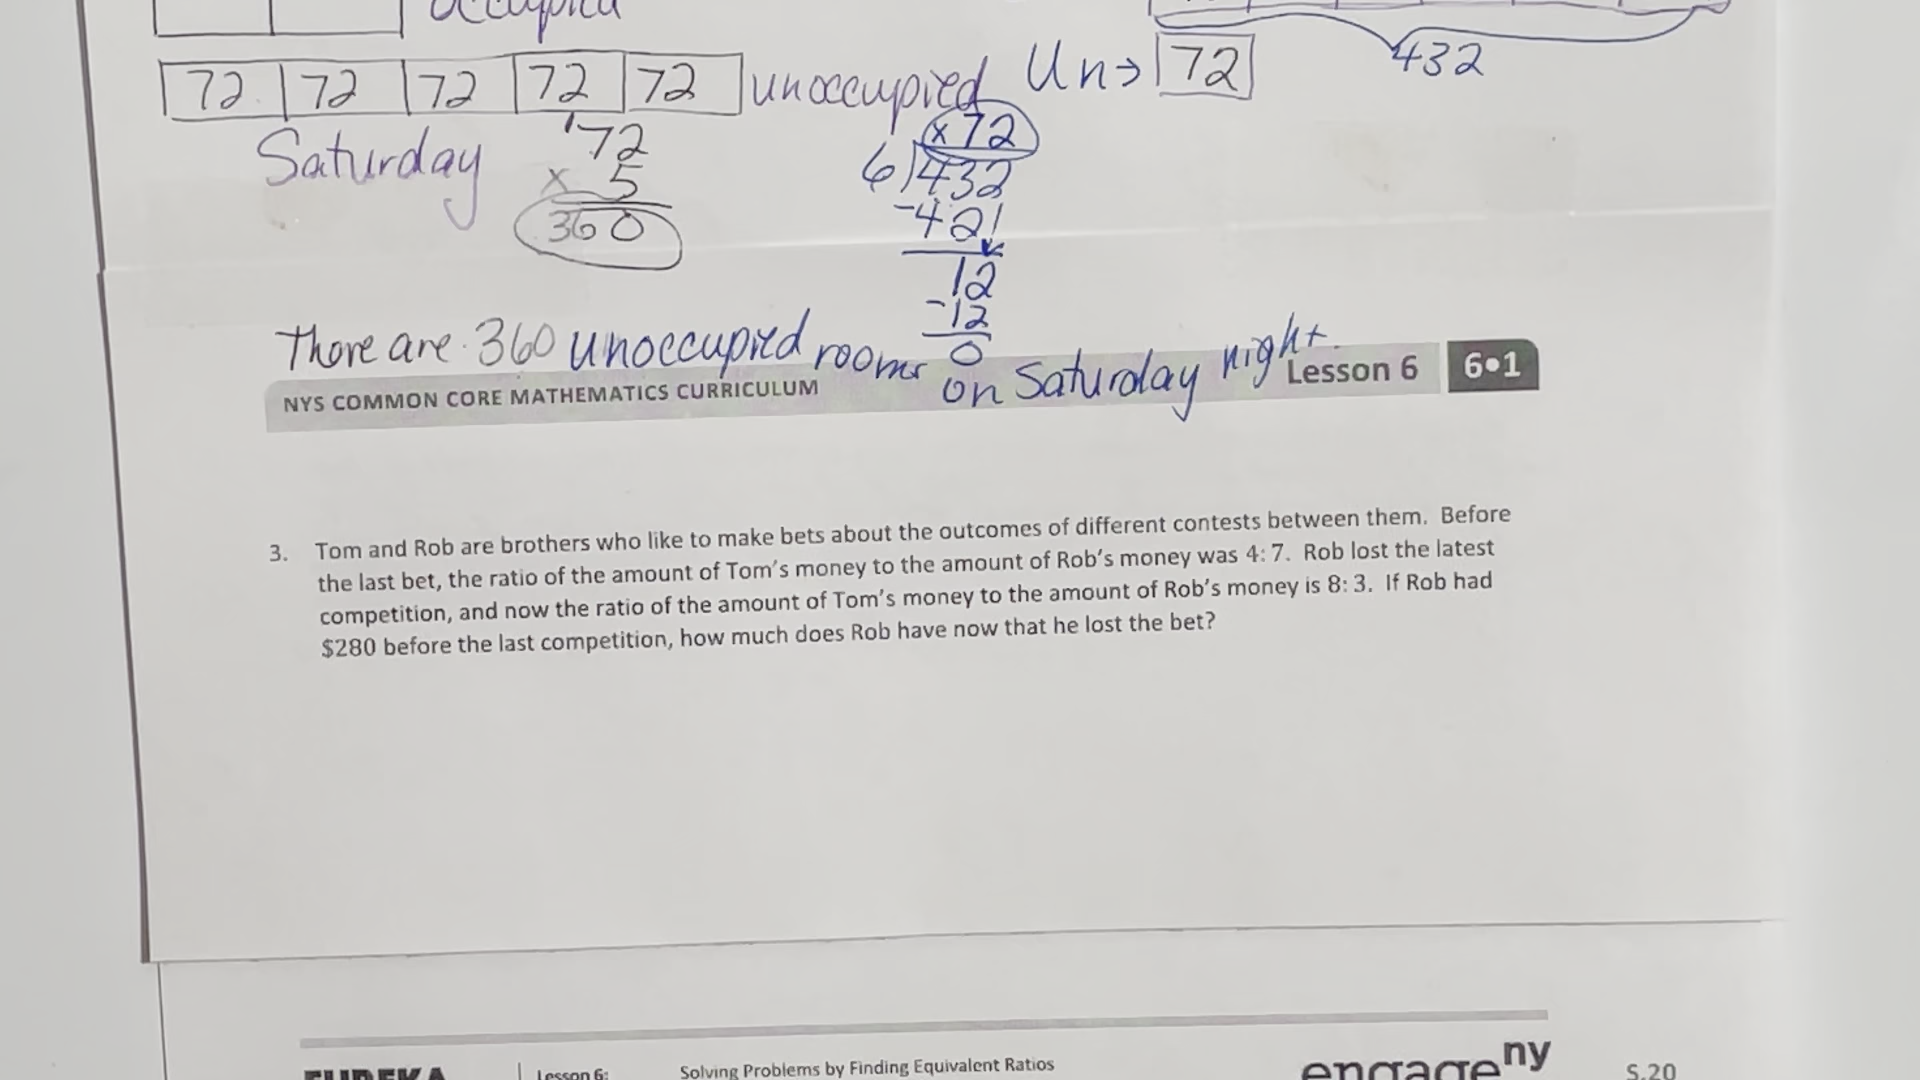 occupied
72 72 72 72 72 unoccupied
Un→ 72
432
Saturday
1
72
x 5
360
x 72
6)432
-42
12
-12
0
There are 360 unoccupied rooms on Saturday night.
NYS COMMON CORE MATHEMATICS CURRICULUM
Lesson 6
6•1
3. Tom and Rob are brothers who like to make bets about the outcomes of different contests between them. Before
the last bet, the ratio of the amount of Tom's money to the amount of Rob's money was 4: 7. Rob lost the latest
competition, and now the ratio of the amount of Tom's money to the amount of Rob's money is 8: 3. If Rob had
$280 before the last competition, how much does Rob have now that he lost the bet?
EUREKA
Lesson 6:
Solving Problems by Finding Equivalent Ratios
engage ny
S.20